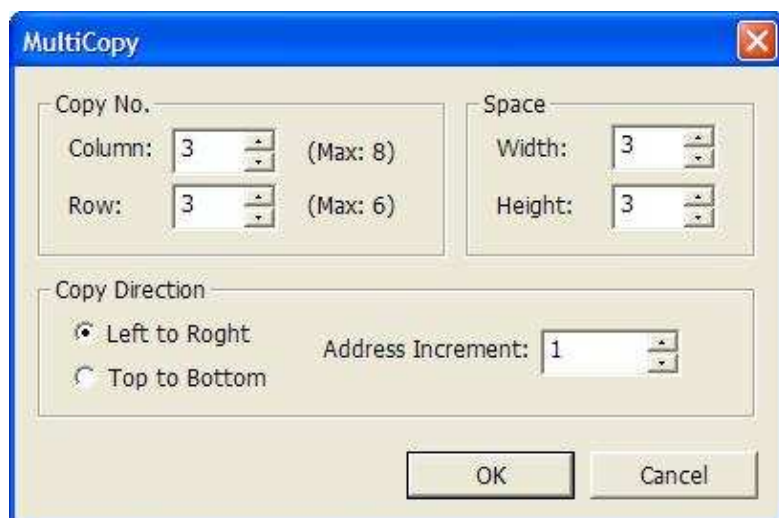 MultiCopy
Copy No.
Column: 3 (Max: 8)
Row: 3 (Max: 6)
Space
Width: 3
Height: 3
Copy Direction
Left to Roght
Top to Bottom
Address Increment: 1
OK
Cancel